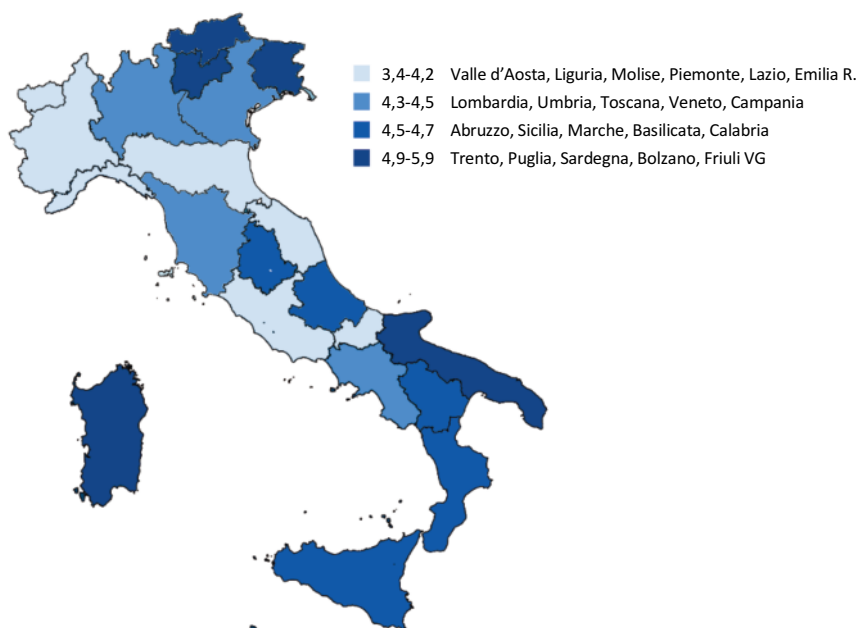 3,4-4,2 Valle d’Aosta, Liguria, Molise, Piemonte, Lazio, Emilia R.
4,3-4,5 Lombardia, Umbria, Toscana, Veneto, Campania
4,5-4,7 Abruzzo, Sicilia, Marche, Basilicata, Calabria
4,9-5,9 Trento, Puglia, Sardegna, Bolzano, Friuli VG